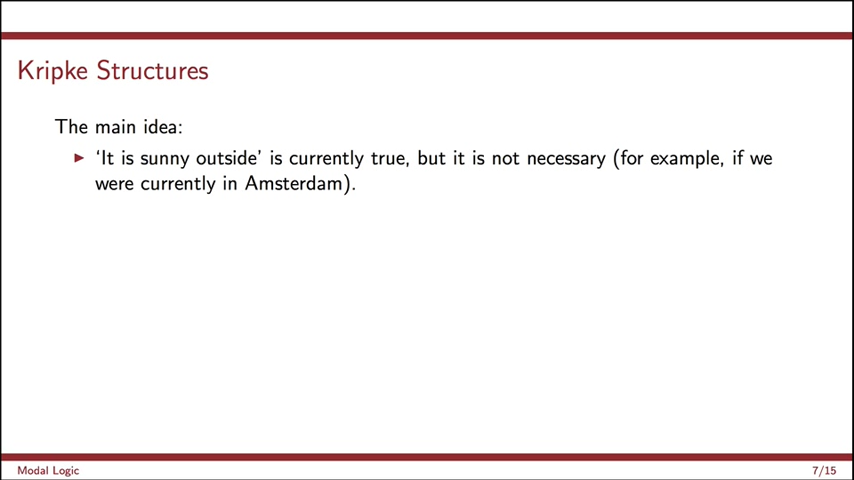 Kripke Structures
The main idea:
▶ ‘It is sunny outside’ is currently true, but it is not necessary (for example, if we
were currently in Amsterdam).
Modal Logic
7/15